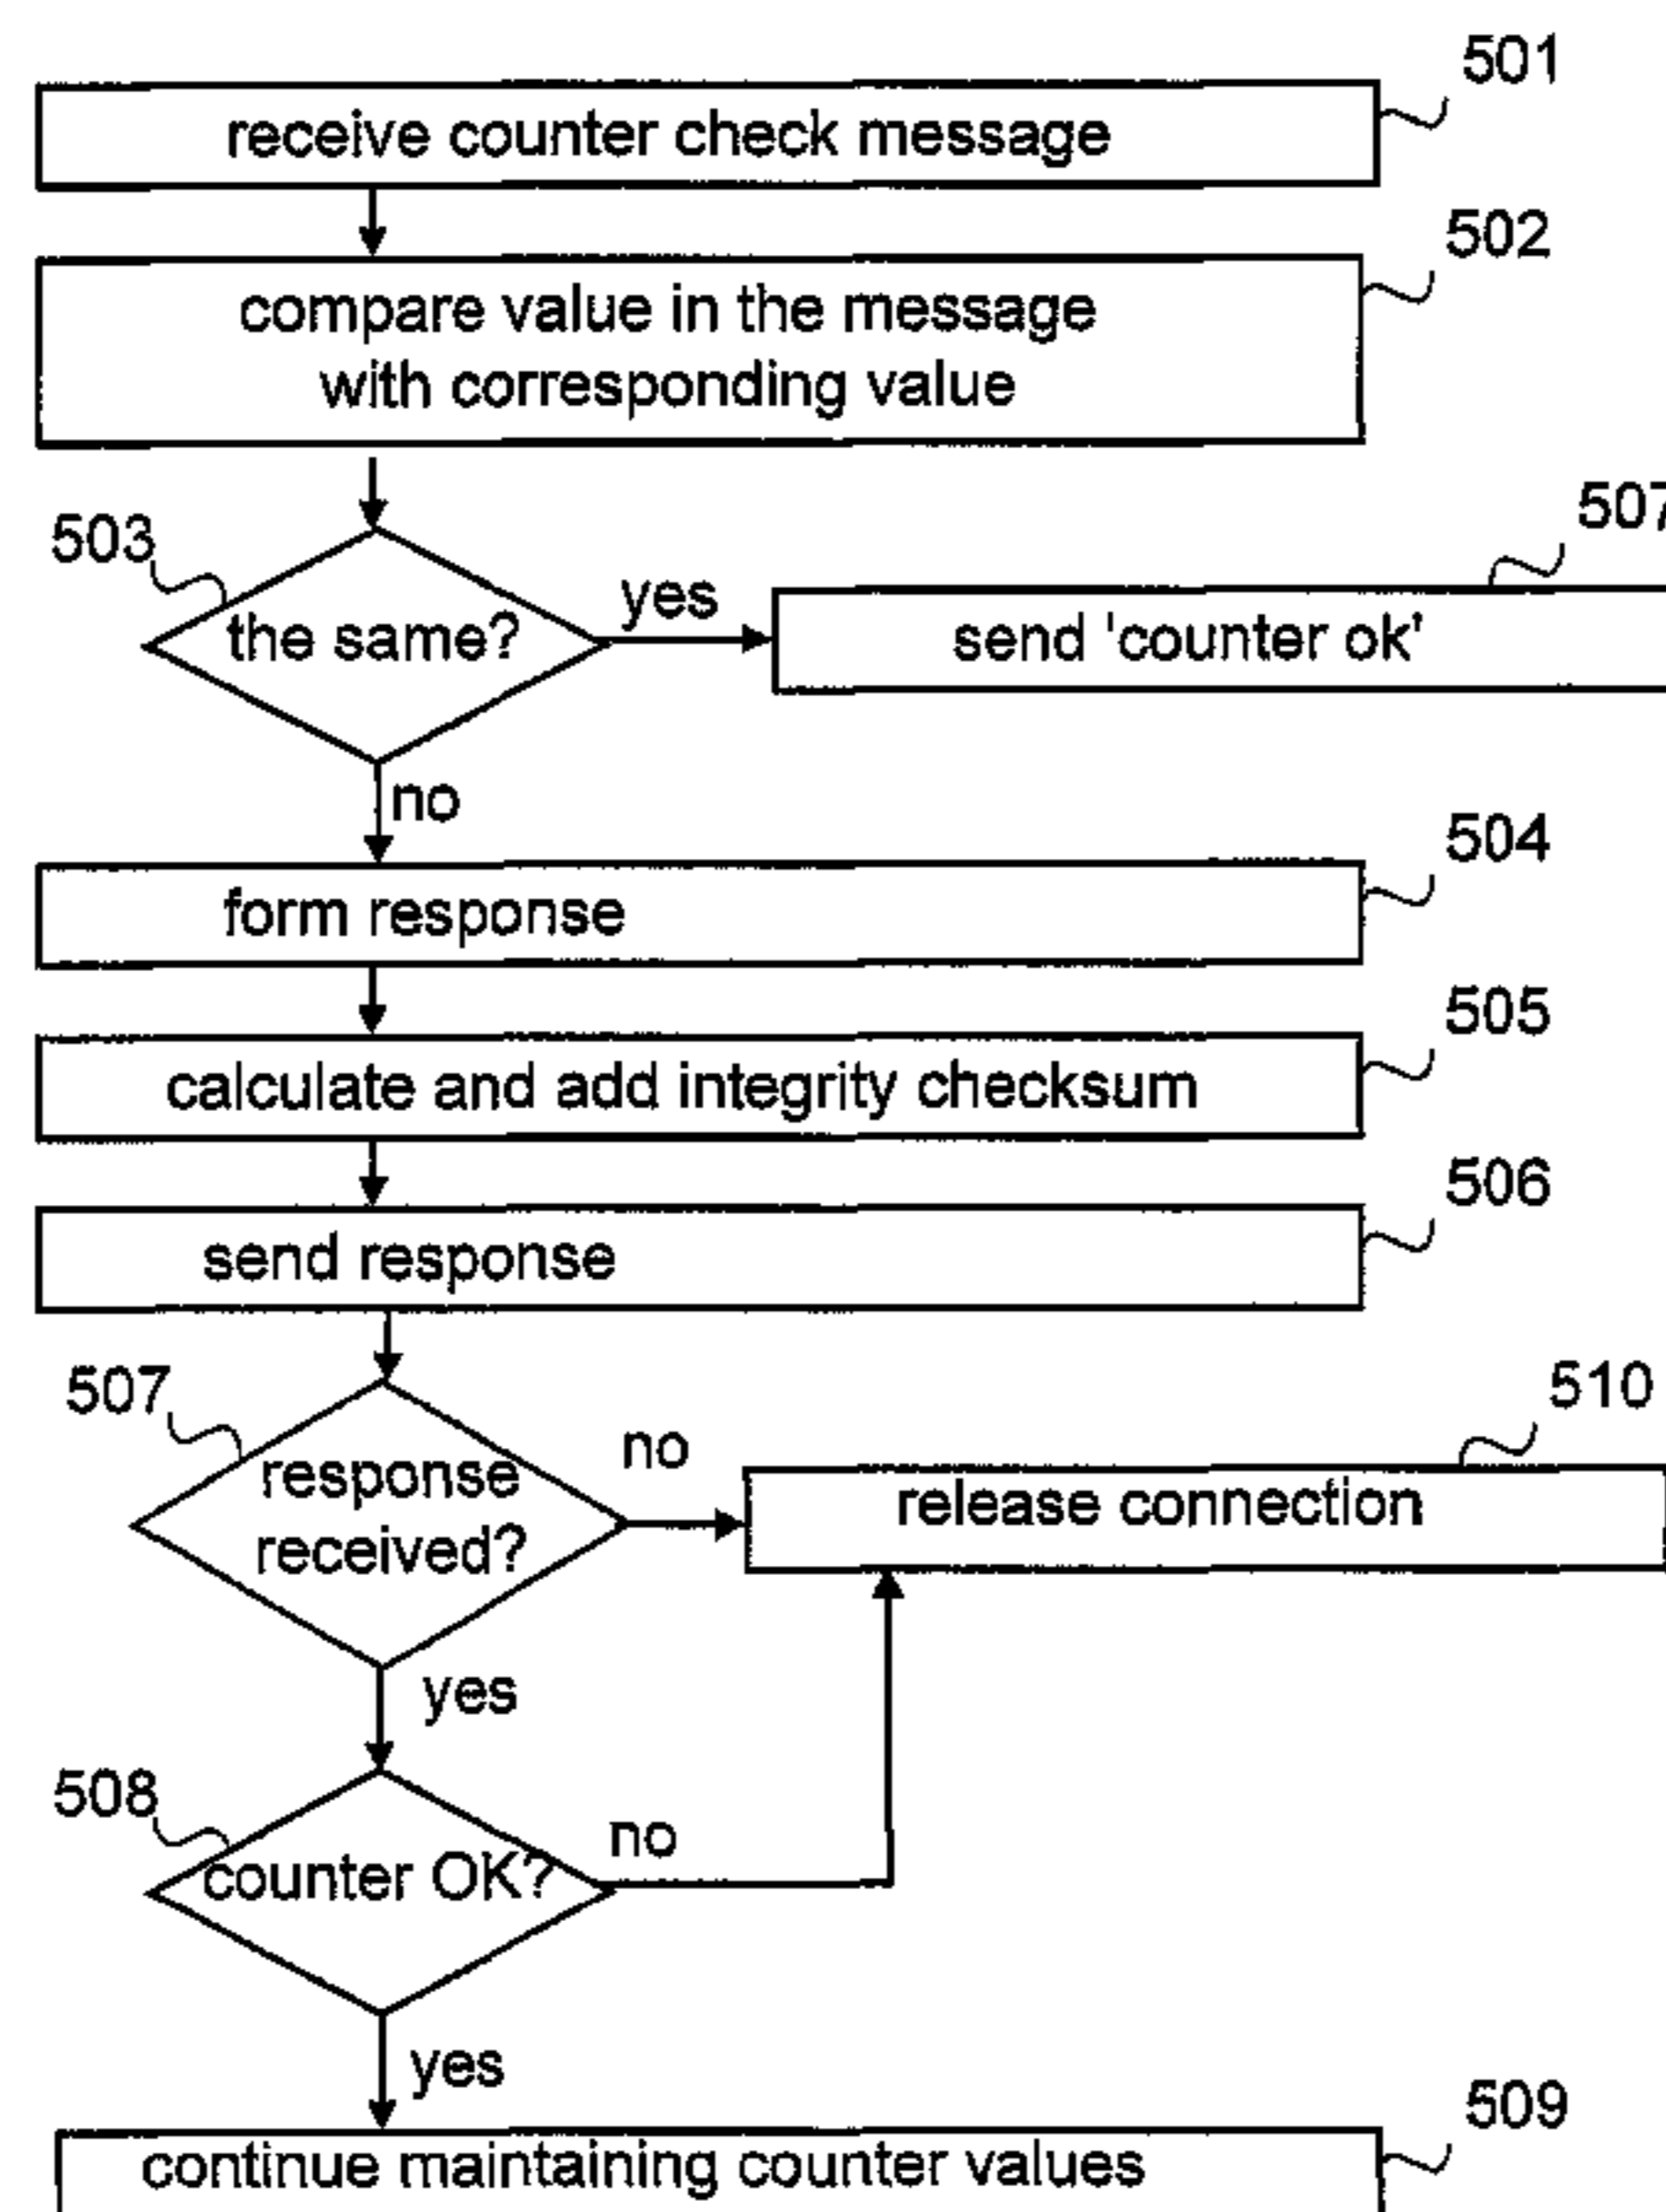 501
receive counter check message
502
compare value in the message
with corresponding value
503
the same?
yes
507
send 'counter ok'
no
504
form response
505
calculate and add integrity checksum
506
send response
507
response
received?
no
510
release connection
yes
508
counter OK?
no
yes
509
continue maintaining counter values